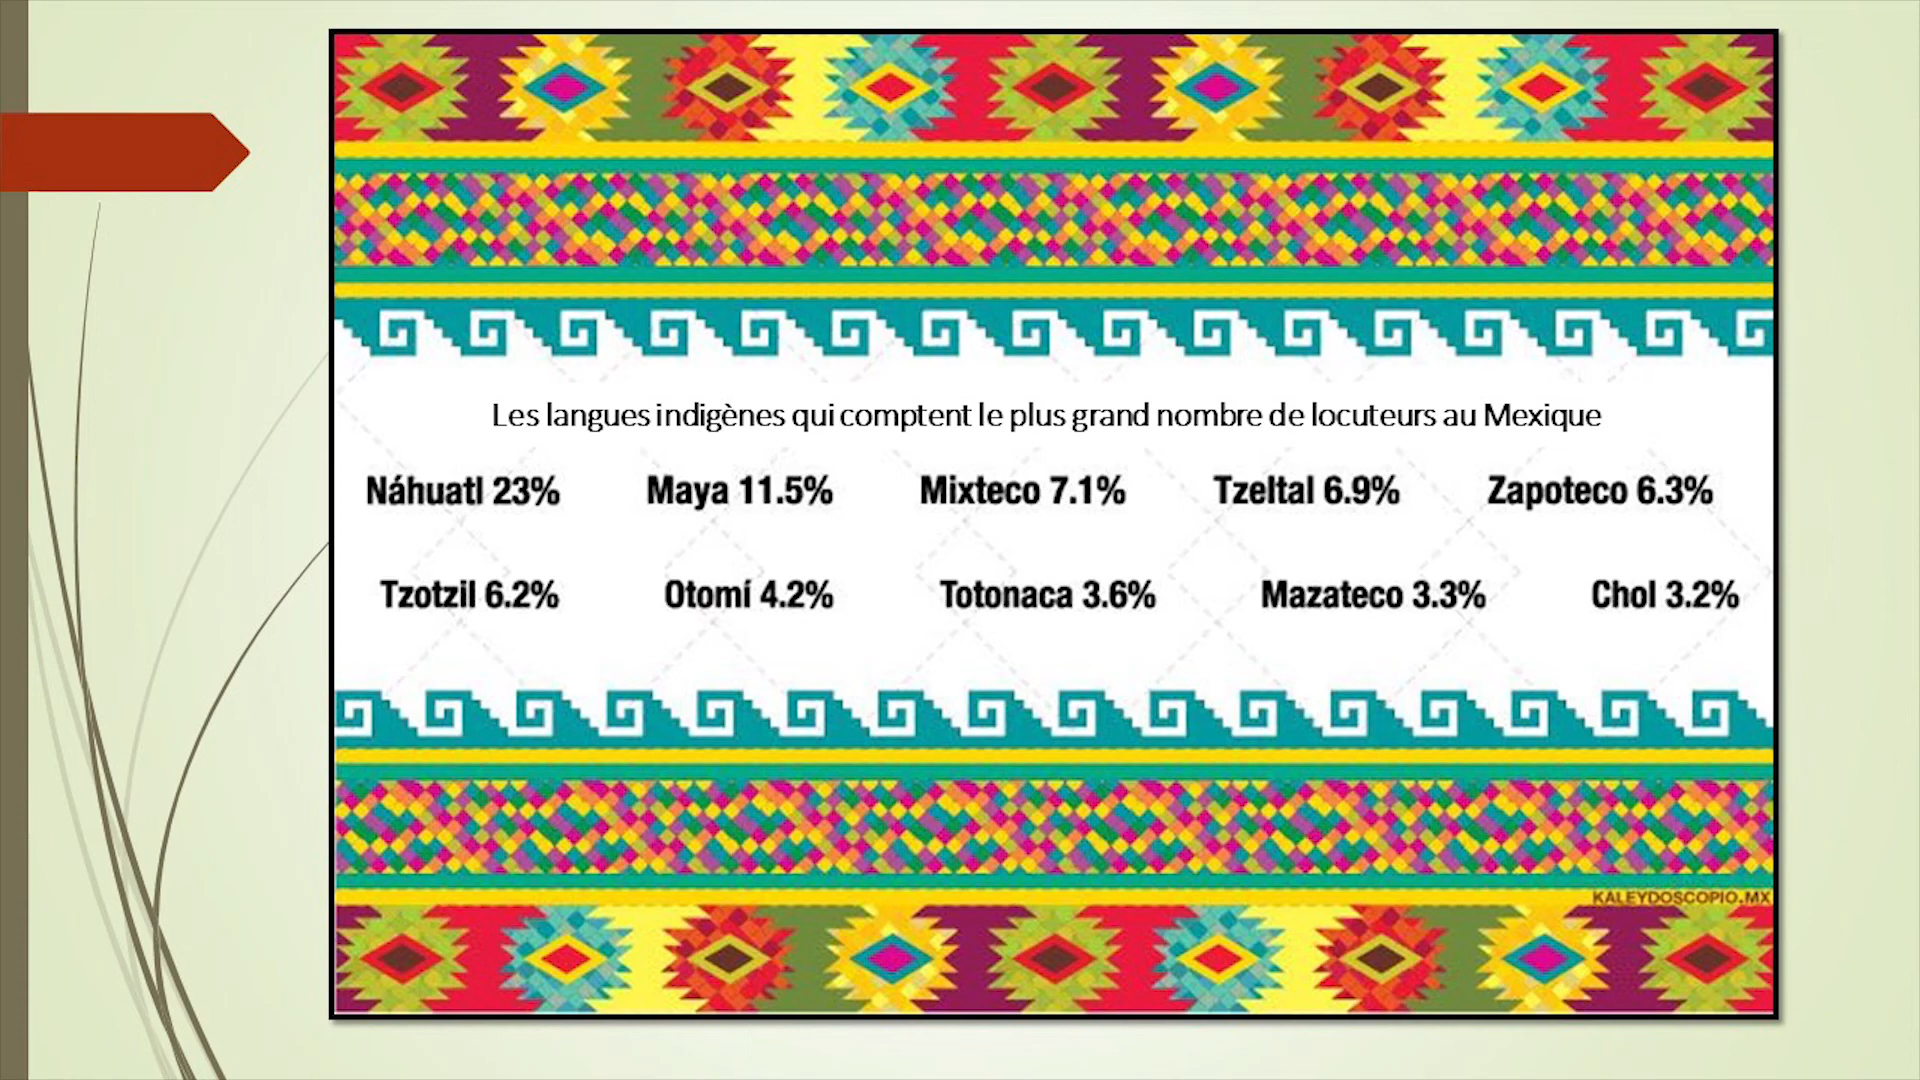 Les langues indigènes qui comptent le plus grand nombre de locuteurs au Mexique
Náhuatl 23% Maya 11.5% Mixteco 7.1% Tzeltal 6.9% Zapoteco 6.3%
Tzotzil 6.2% Otomí 4.2% Totonaca 3.6% Mazateco 3.3% Chol 3.2%
KALEYDOSCOPIO.MX